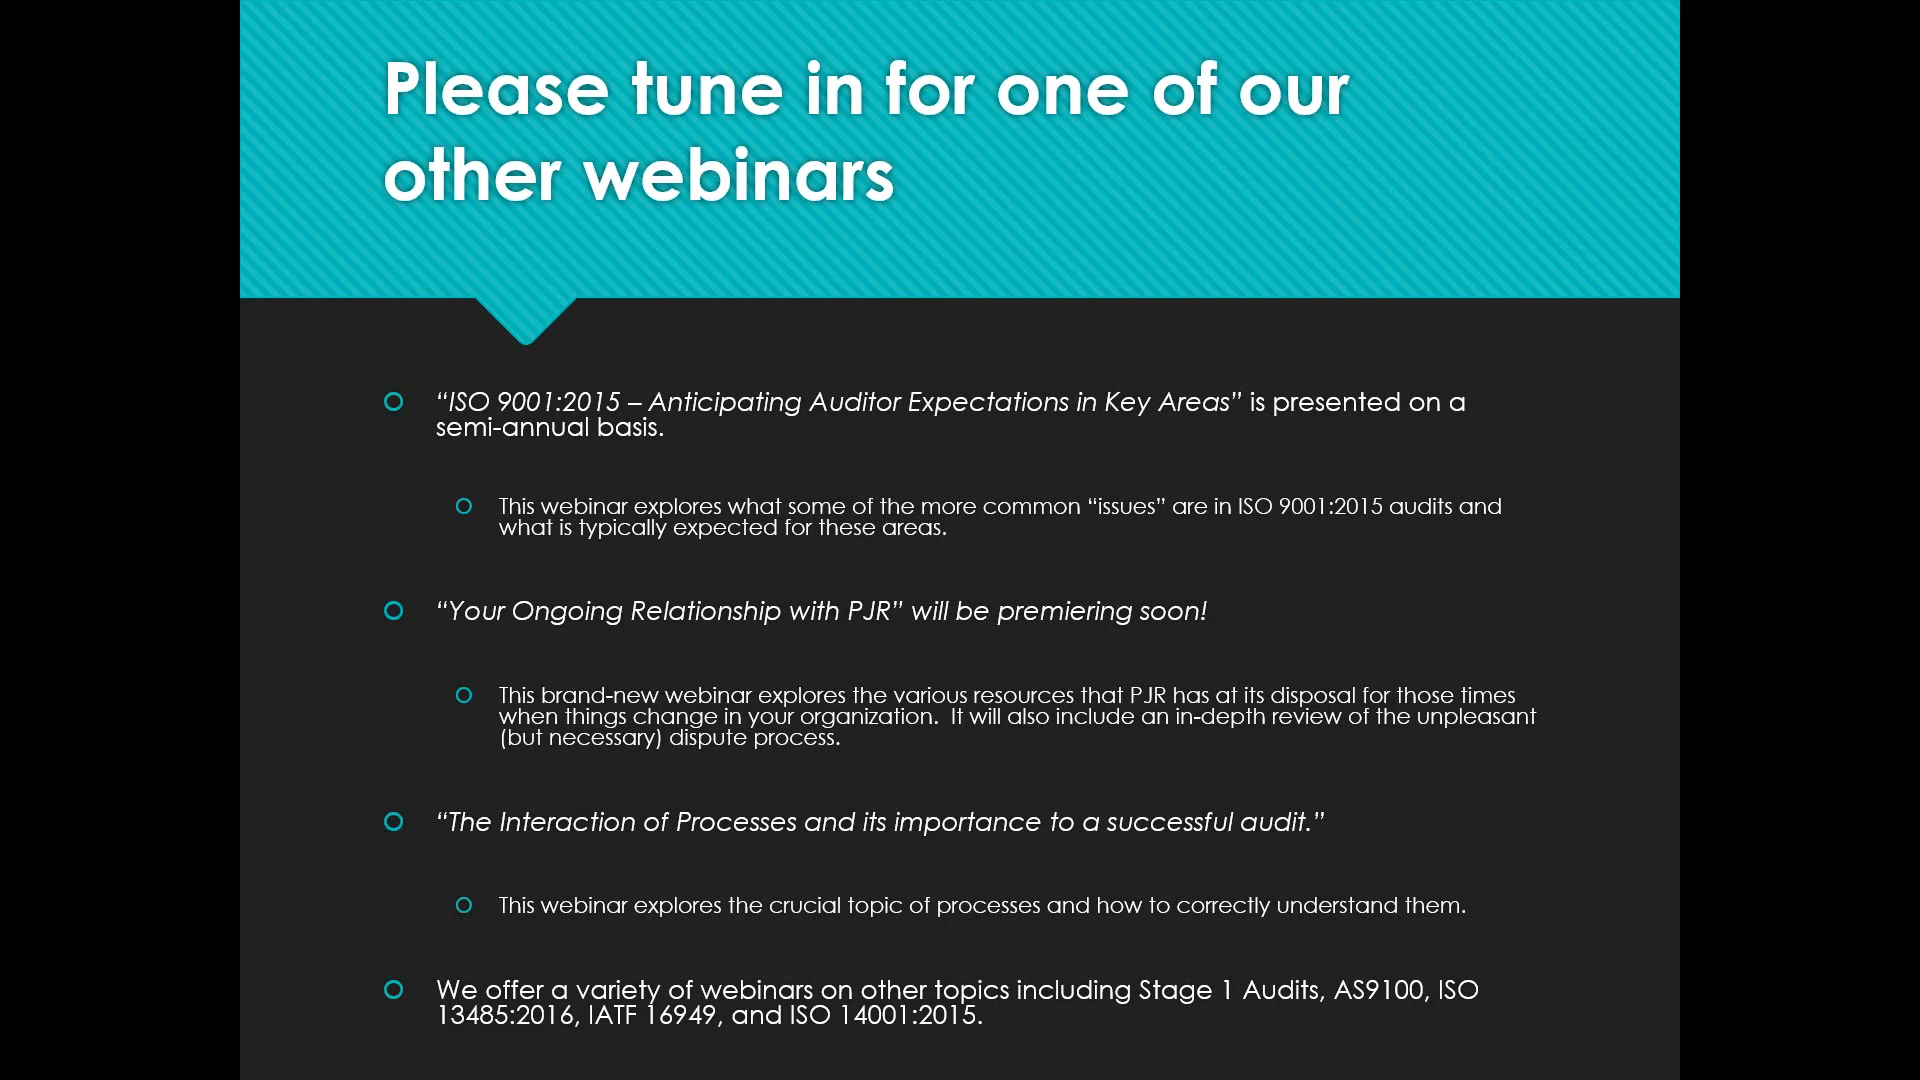 Please tune in for one of our
other webinars
“ISO 9001:2015 – Anticipating Auditor Expectations in Key Areas” is presented on a
semi-annual basis.
This webinar explores what some of the more common “issues” are in ISO 9001:2015 audits and
what is typically expected for these areas.
“Your Ongoing Relationship with PJR” will be premiering soon!
This brand-new webinar explores the various resources that PJR has at its disposal for those times
when things change in your organization.  It will also include an in-depth review of the unpleasant
(but necessary) dispute process.
“The Interaction of Processes and its importance to a successful audit.”
This webinar explores the crucial topic of processes and how to correctly understand them.
We offer a variety of webinars on other topics including Stage 1 Audits, AS9100, ISO
13485:2016, IATF 16949, and ISO 14001:2015.